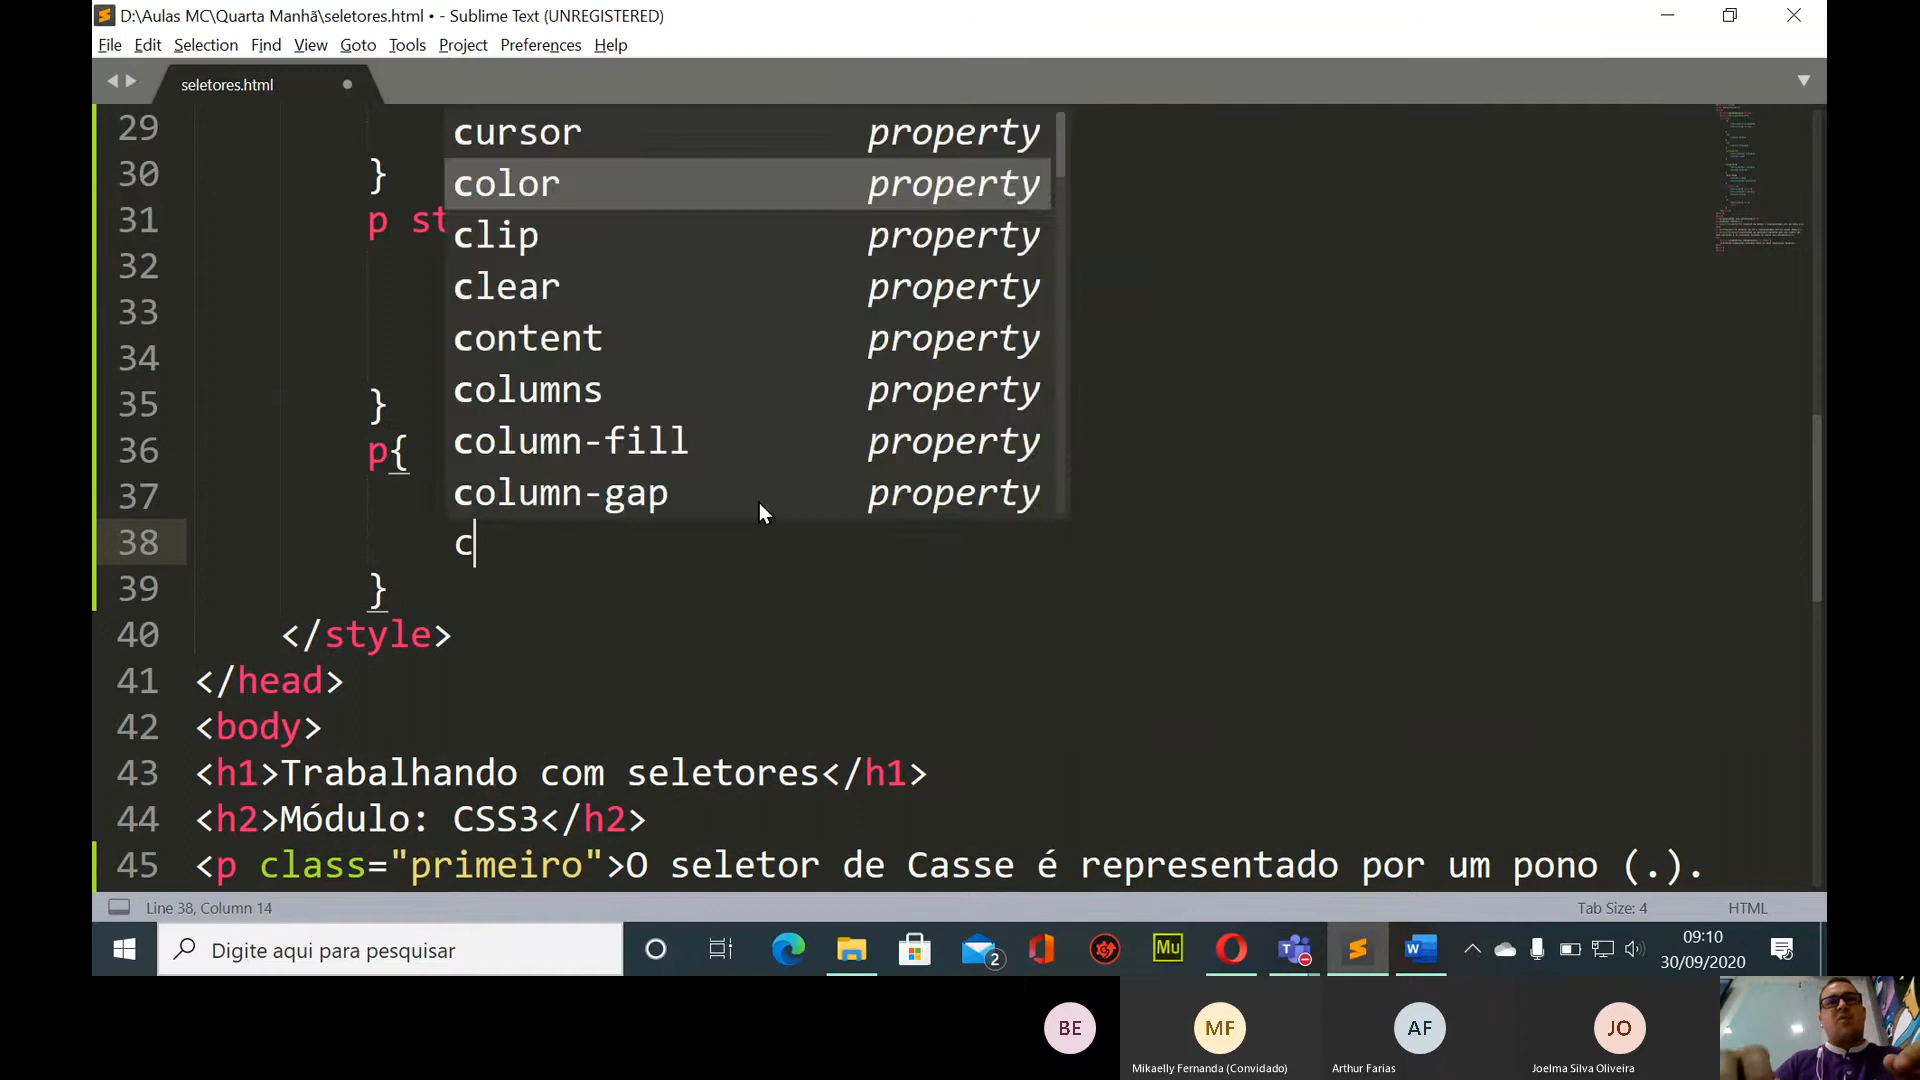 D:\Aulas MC\Quarta Manhã\seletores.html • - Sublime Text (UNREGISTERED)
File Edit Selection Find View Goto Tools Project Preferences Help
seletores.html
29
cursor property
30 }
color property
31 p st
clip property
32
clear property
33
content property
34
columns property
35 }
column-fill property
36 p{
column-gap property
37
38 c
39 }
40 </style>
41 </head>
42 <body>
43 <h1>Trabalhando com seletores</h1>
44 <h2>Módulo: CSS3</h2>
45 <p class="primeiro">O seletor de Casse é representado por um pono (.).
Line 38, Column 14 Tab Size: 4 HTML
Digite aqui para pesquisar
2
Mu
09:10
30/09/2020
BE MF AF JO
Mikaelly Fernanda (Convidado) Arthur Farias Joelma Silva Oliveira